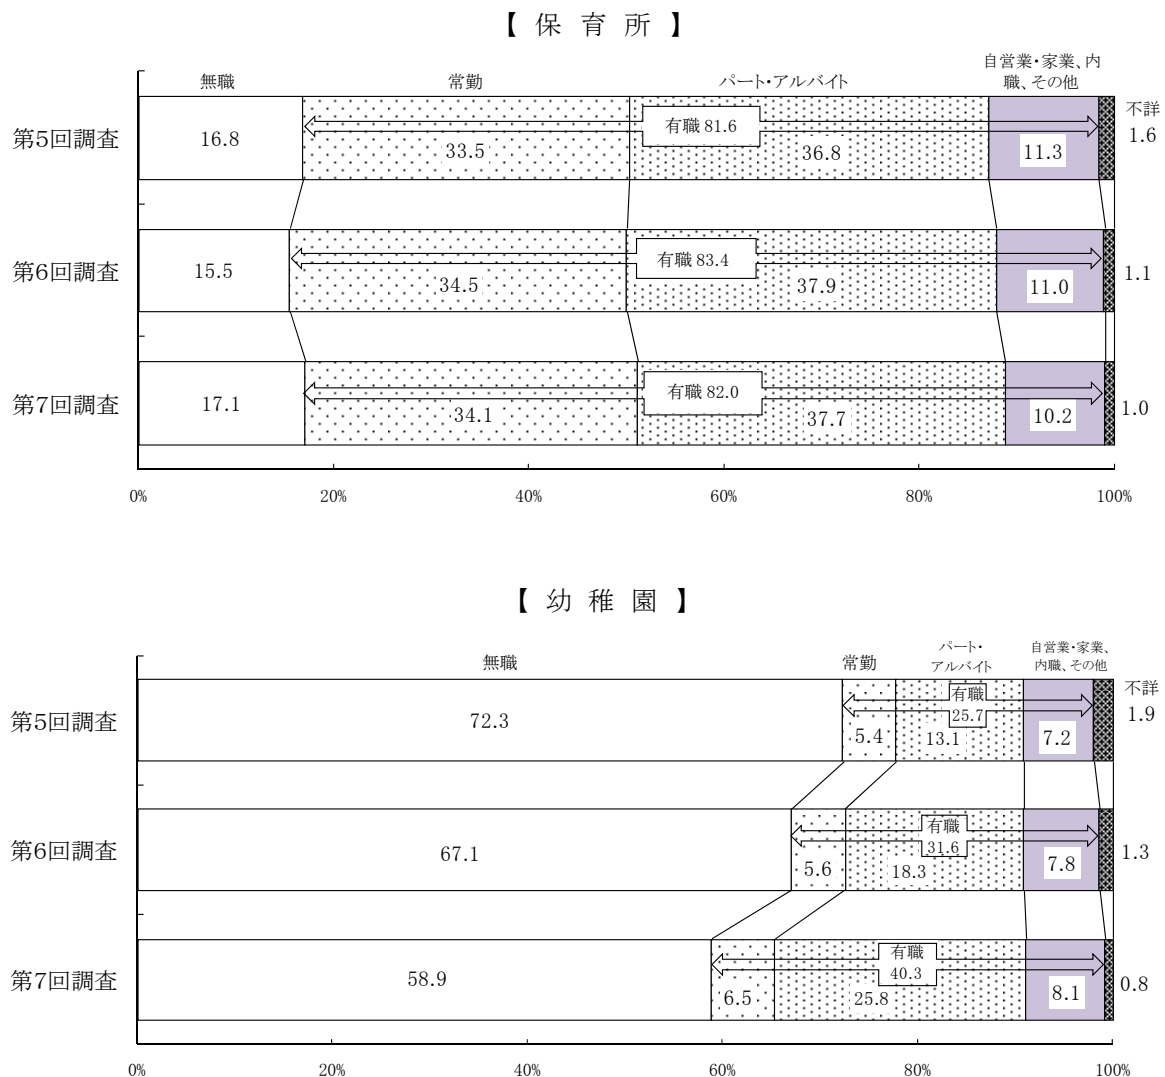 【 保 育 所 】
無職
常勤
パート・アルバイト
自営業・家業、内
職、その他
不詳
第5回調査
16.8
33.5
有職 81.6
36.8
11.3
1.6
第6回調査
15.5
34.5
有職 83.4
37.9
11.0
1.1
第7回調査
17.1
34.1
有職 82.0
37.7
10.2
1.0
0%
20%
40%
60%
80%
100%
【 幼 稚 園 】
無職
常勤
パート・
アルバイト
自営業・家業、
内職、その他
不詳
第5回調査
72.3
5.4
有職
25.7
13.1
7.2
1.9
第6回調査
67.1
5.6
有職
31.6
18.3
7.8
1.3
第7回調査
58.9
6.5
有職
40.3
25.8
8.1
0.8
0%
20%
40%
60%
80%
100%